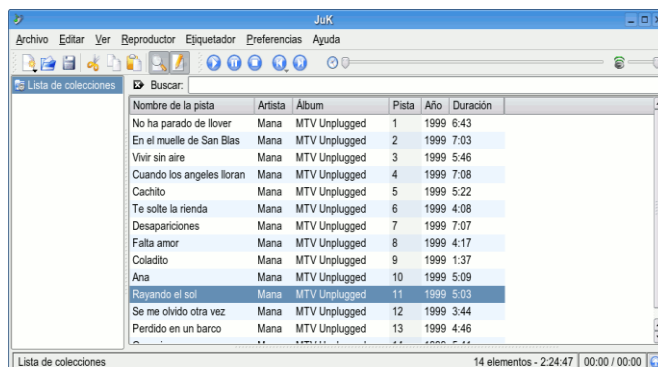 JuK
Archivo Editar Ver Reproductor Etiquetador Preferencias Ayuda
Lista de colecciones
Buscar:
Nombre de la pista Artista Álbum Pista Año Duración
No ha parado de llover Mana MTV Unplugged 1 1999 6:43
En el muelle de San Blas Mana MTV Unplugged 2 1999 7:03
Vivir sin aire Mana MTV Unplugged 3 1999 5:46
Cuando los angeles lloran Mana MTV Unplugged 4 1999 7:08
Cachito Mana MTV Unplugged 5 1999 5:22
Te solte la rienda Mana MTV Unplugged 6 1999 4:08
Desapariciones Mana MTV Unplugged 7 1999 7:07
Falta amor Mana MTV Unplugged 8 1999 4:17
Coladito Mana MTV Unplugged 9 1999 1:37
Ana Mana MTV Unplugged 10 1999 5:09
Rayando el sol Mana MTV Unplugged 11 1999 5:03
Se me olvido otra vez Mana MTV Unplugged 12 1999 3:44
Perdido en un barco Mana MTV Unplugged 13 1999 4:46
Lista de colecciones 14 elementos - 2:24:47 00:00 / 00:00